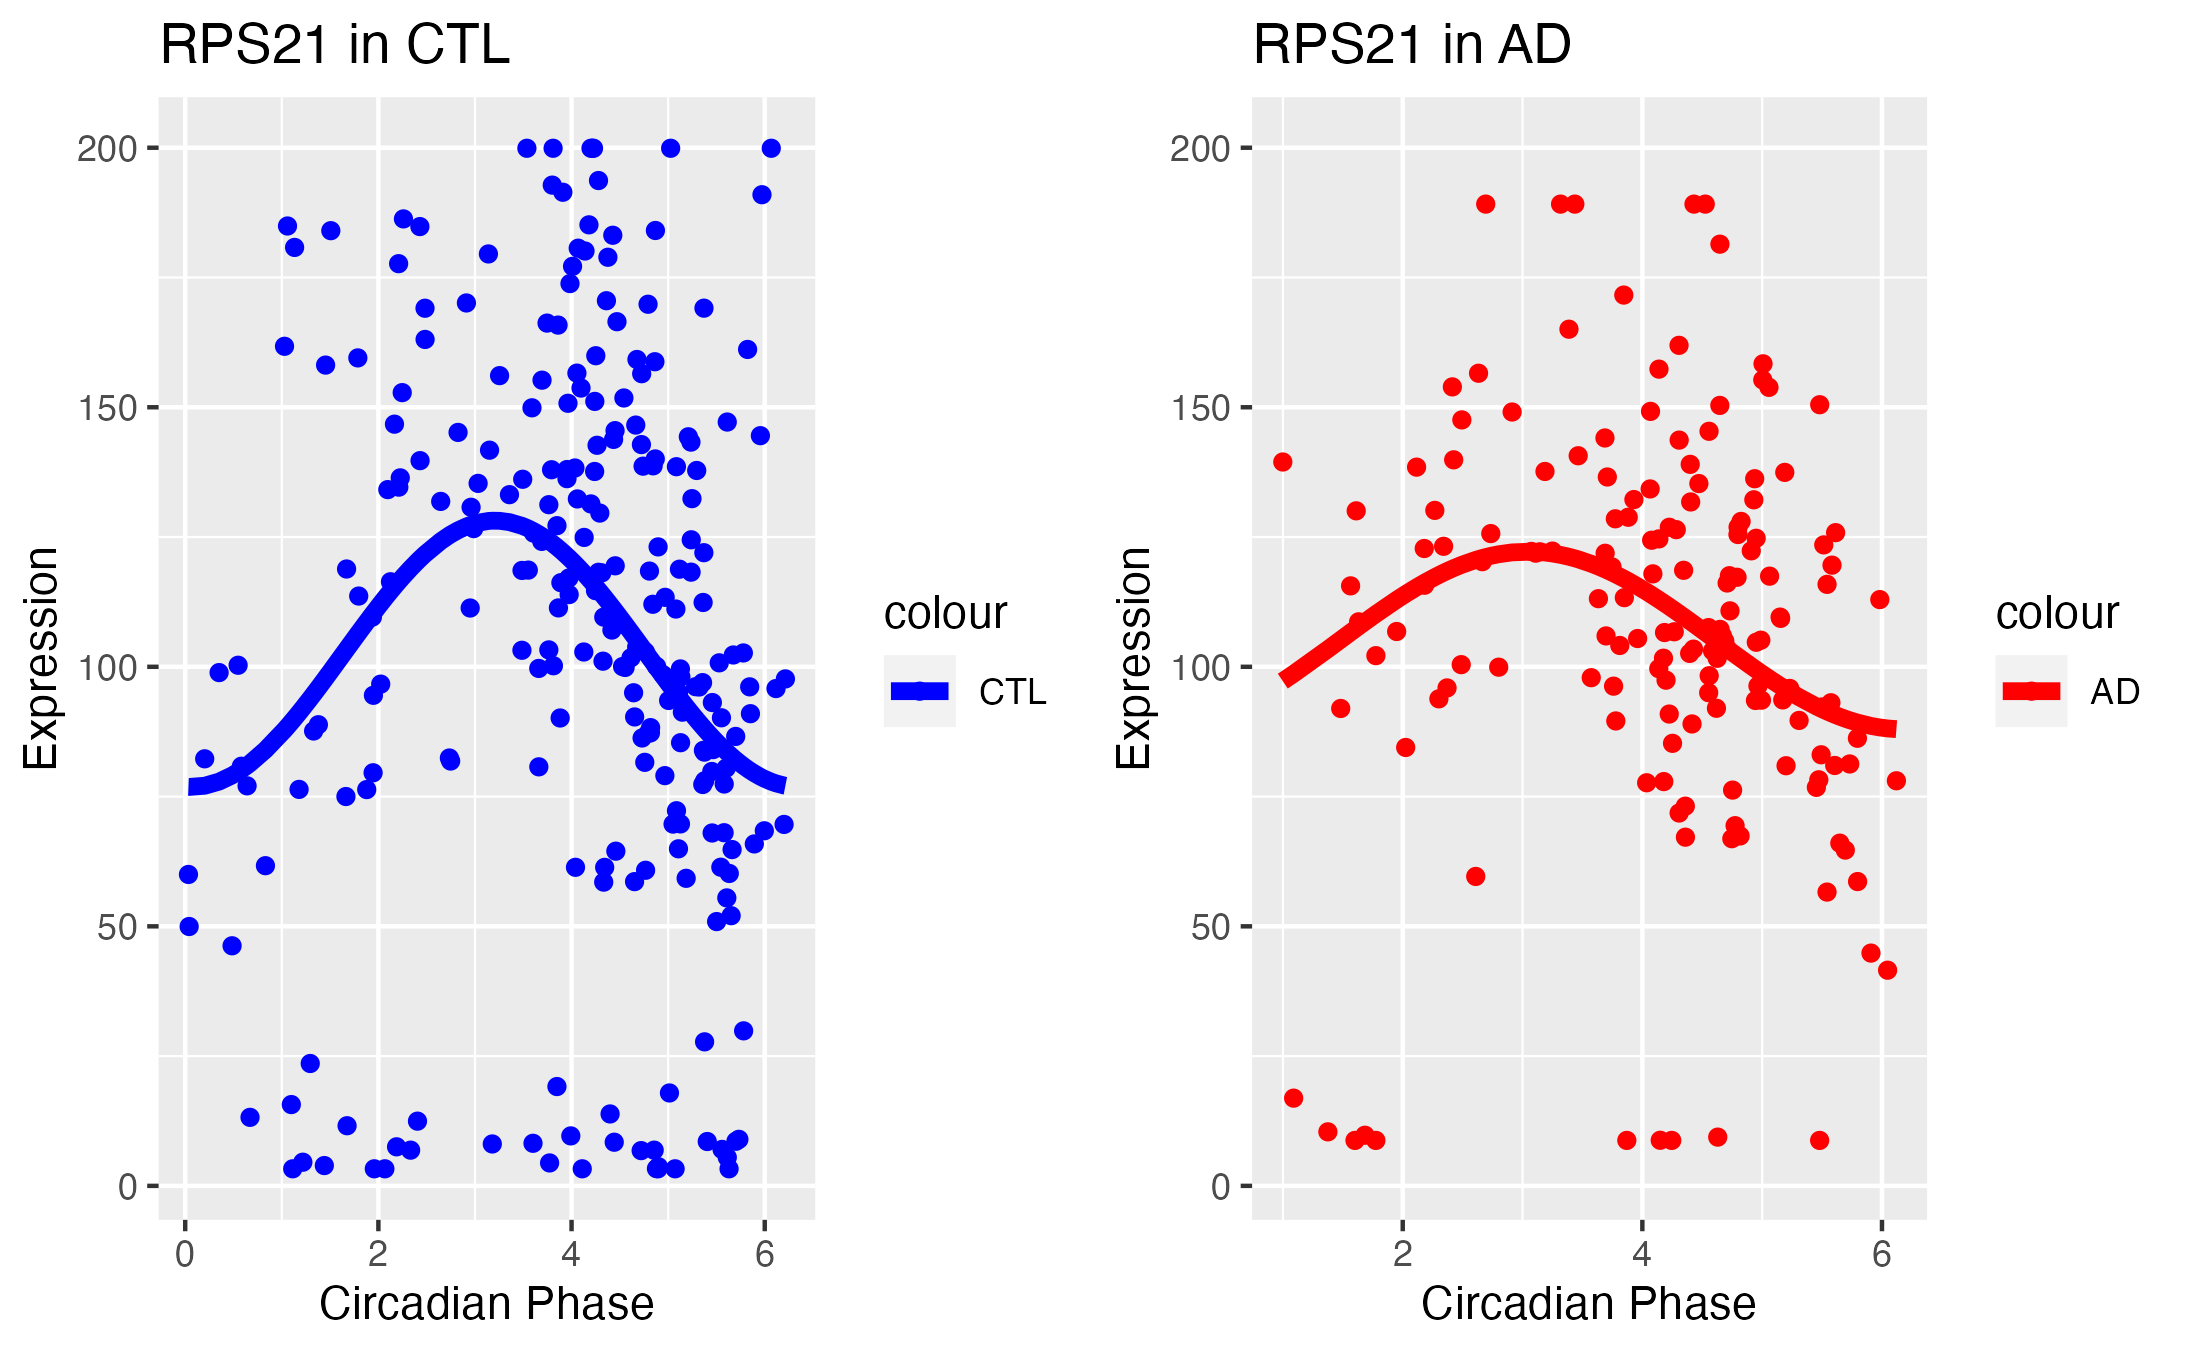 RPS21 in CTL
200
150
100
50
0
Expression
0 2 4 6
Circadian Phase
colour
CTL
RPS21 in AD
200
150
100
50
0
Expression
2 4 6
Circadian Phase
colour
AD